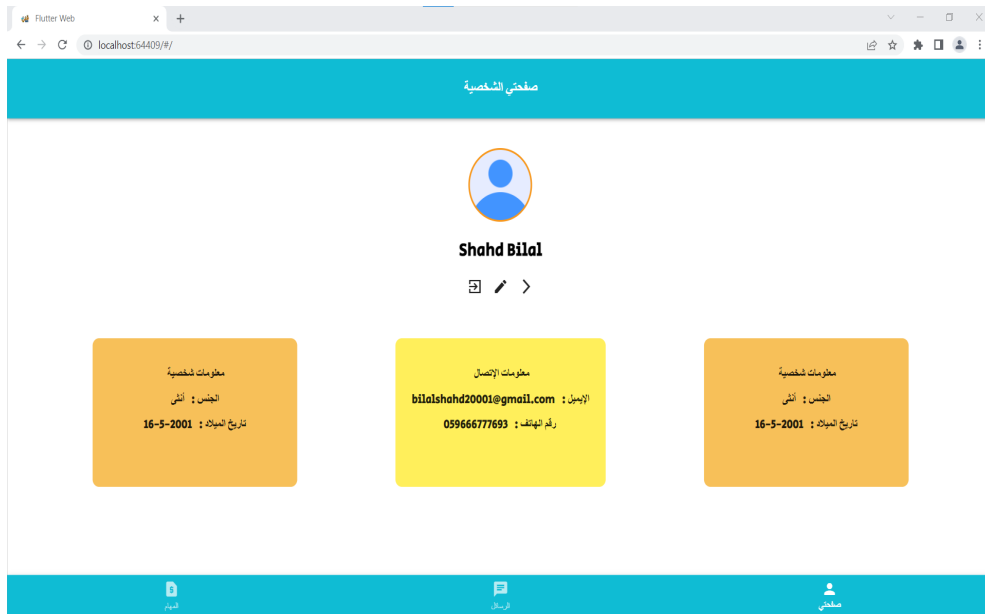 Flutter Web
localhost:64409/#/
صفحتي الشخصية
Shahd Bilal
معلومات شخصية
الجنس : أنثى
تاريخ الميلاد : 2001-5-16
معلومات الإتصال
الإيميل : bilalshahd20001@gmail.com
رقم الهاتف : 059666777693
معلومات شخصية
الجنس : أنثى
تاريخ الميلاد : 2001-5-16
صفحتي
الرسائل
المهام